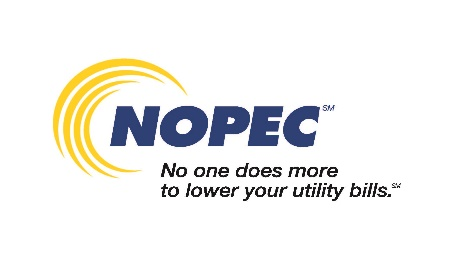 NOPEC℠
No one does more
to lower your utility bills.℠